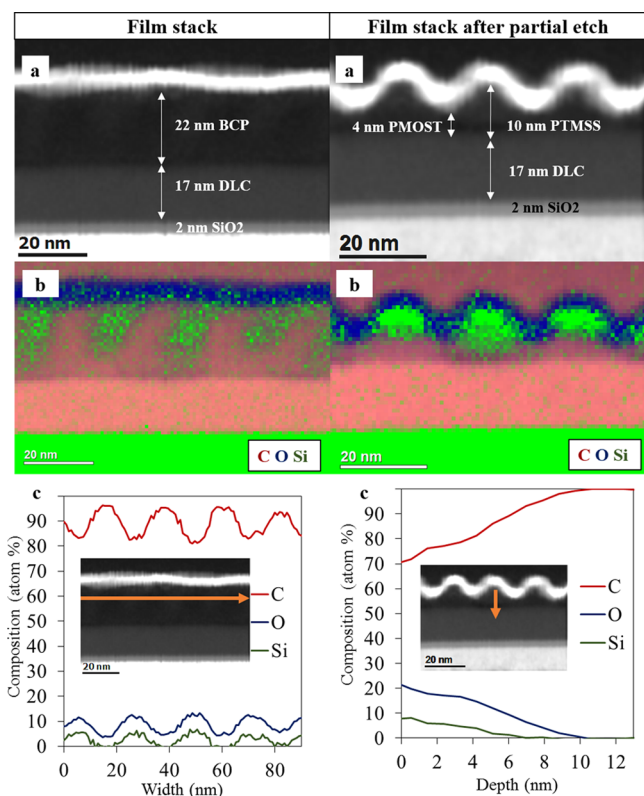 Film stack
Film stack after partial etch
a
22 nm BCP
17 nm DLC
2 nm SiO2
20 nm
a
4 nm PMOST
10 nm PTMSS
17 nm DLC
2 nm SiO2
20 nm
b
20 nm
C O Si
b
20 nm
C O Si
c
Composition (atom %)
90
80
70
60
50
40
30
20
10
0
20 nm
C
O
Si
0 20 40 60 80
Width (nm)
c
Composition (atom %)
100
90
80
70
60
50
40
30
20
10
0
20 nm
C
O
Si
0 2 4 6 8 10 12
Depth (nm)